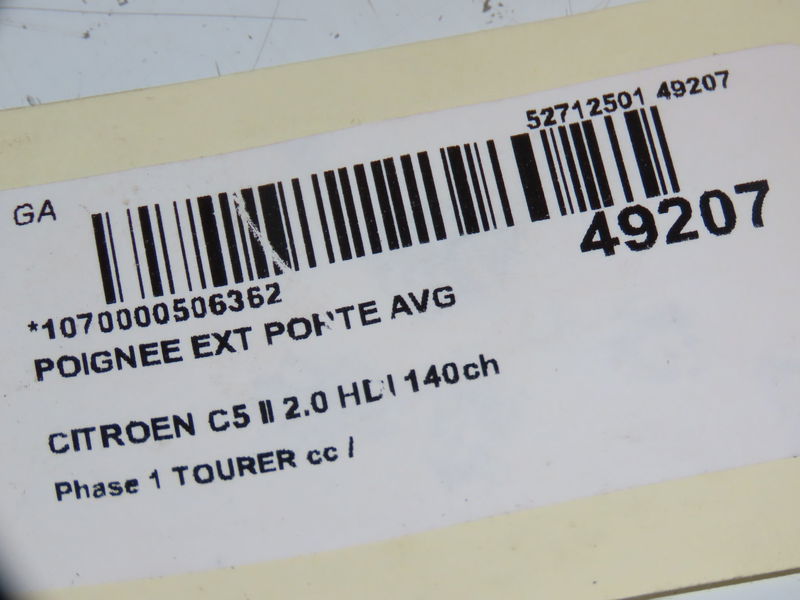 52712501 49207
GA
49207
*1070000506362
POIGNEE EXT PORTE AVG
CITROEN C5 II 2.0 HDI 140ch
Phase 1 TOURER cc /